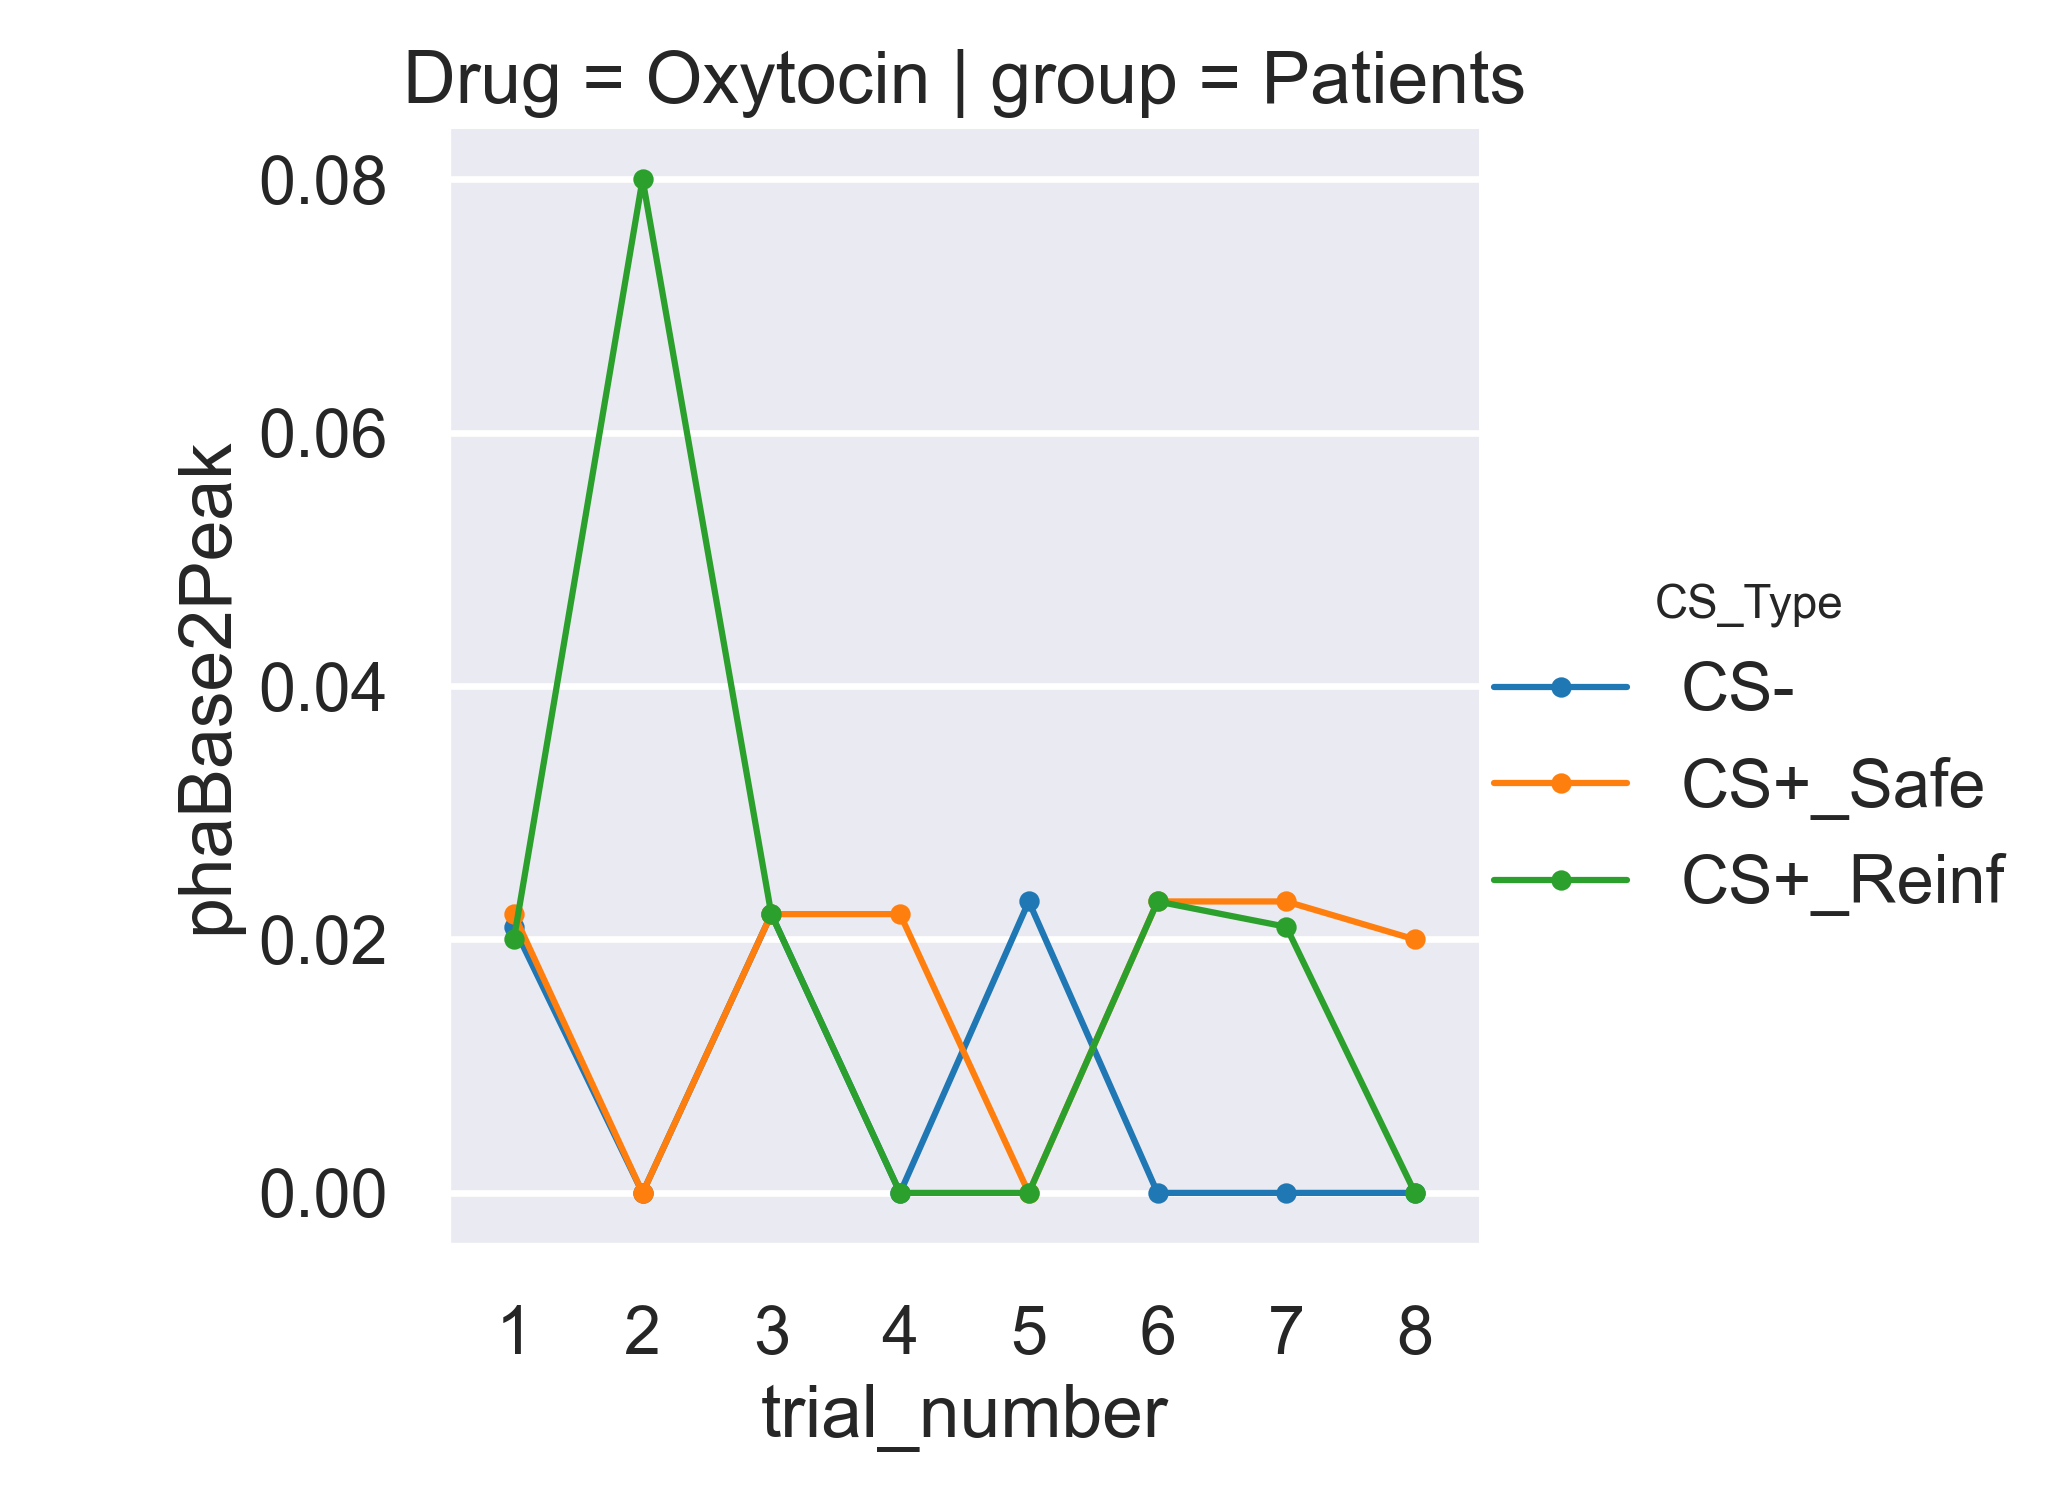 Drug = Oxytocin | group = Patients
0.08
0.06
0.04
0.02
0.00
phaBase2Peak
1 2 3 4 5 6 7 8
trial_number
CS_Type
CS-
CS+_Safe
CS+_Reinf